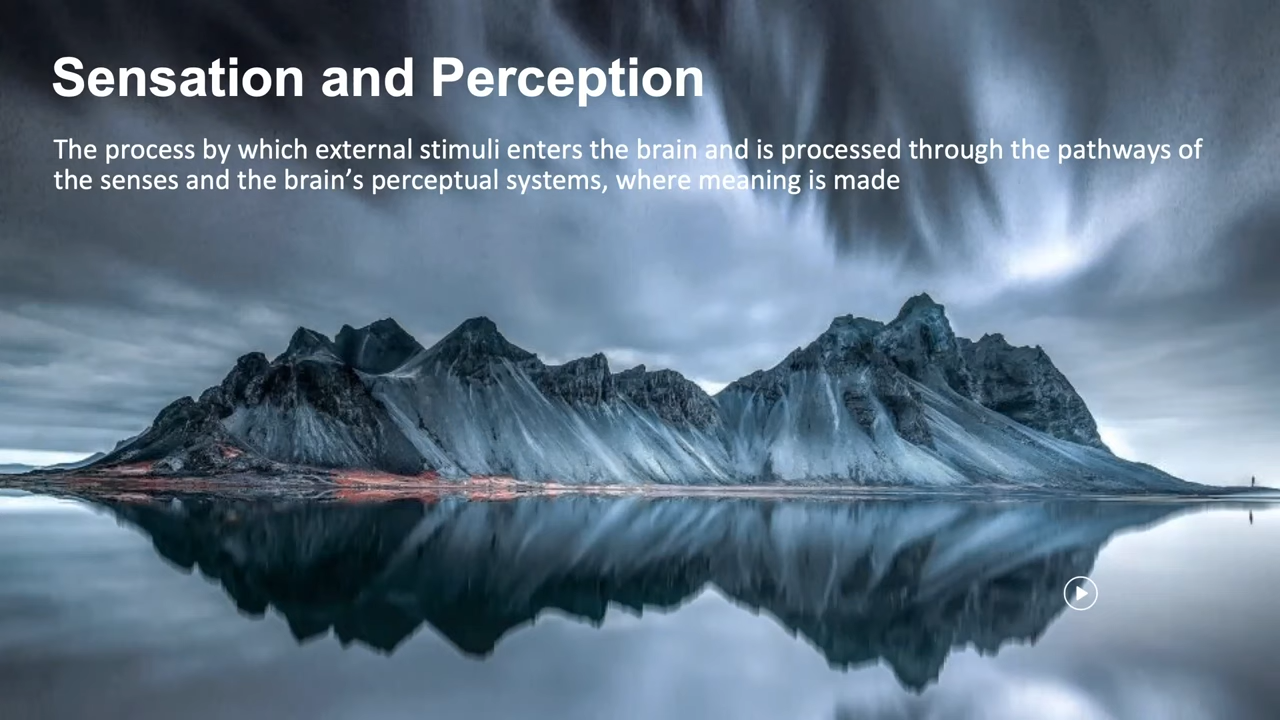 Sensation and Perception
The process by which external stimuli enters the brain and is processed through the pathways of
the senses and the brain’s perceptual systems, where meaning is made